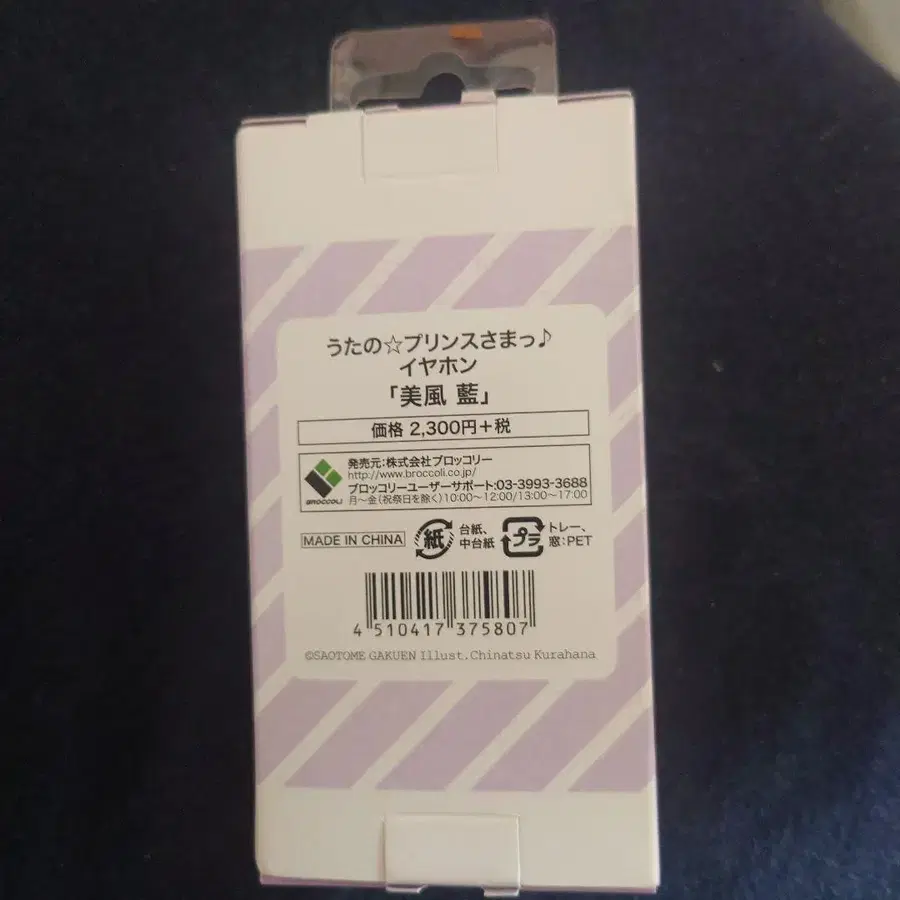 うたの☆プリンスさまっ♪
イヤホン
「美風 藍」
価格 2,300円+税
発売元:株式会社ブロッコリー
http://www.broccoli.co.jp/
ブロッコリーユーザーサポート:03-3993-3688
月〜金(祝祭日を除く)10:00〜12:00/13:00〜17:00
BROCCOLI
MADE IN CHINA
紙
台紙、
中台紙
プラ
トレー、
窓:PET
4 510417 375807
©SAOTOME GAKUEN Illust.Chinatsu Kurahana